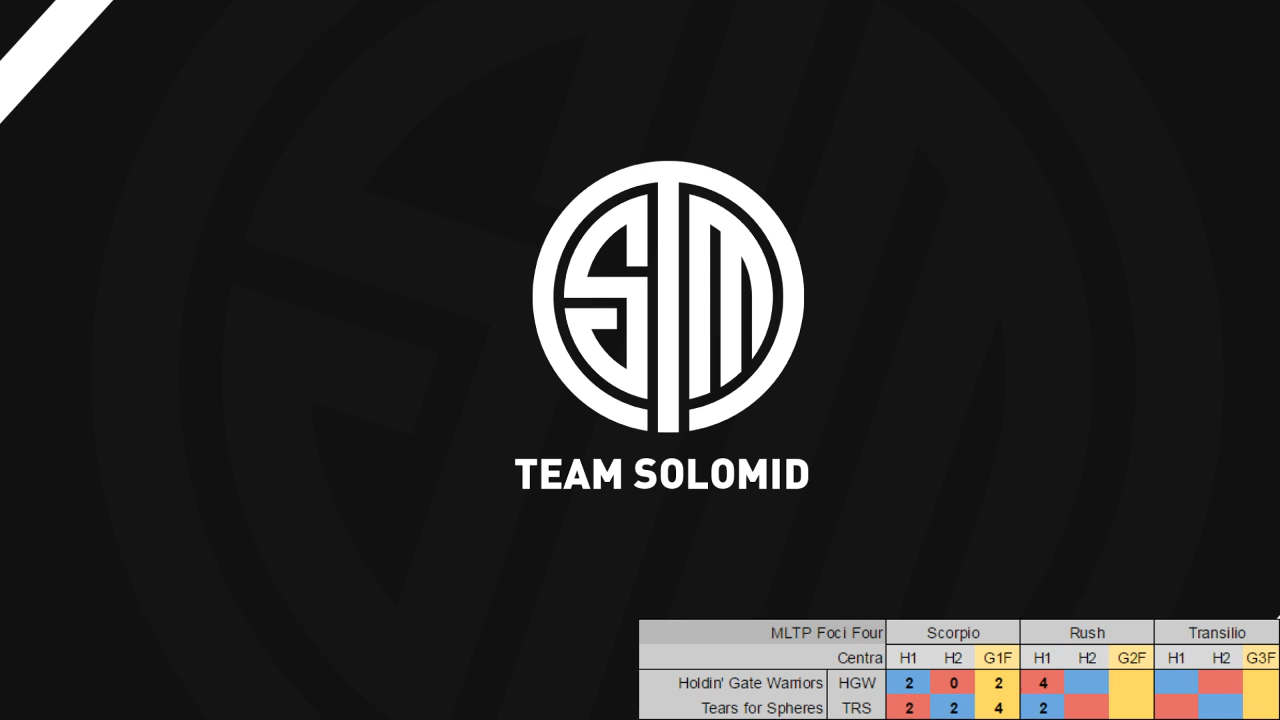 TSM
TEAM SOLOMID
MLTP Foci Four Scorpio Rush Transilio
Centra H1 H2 G1F H1 H2 G2F H1 H2 G3F
Holdin' Gate Warriors HGW 2 0 2 4
Tears for Spheres TRS 2 2 4 2